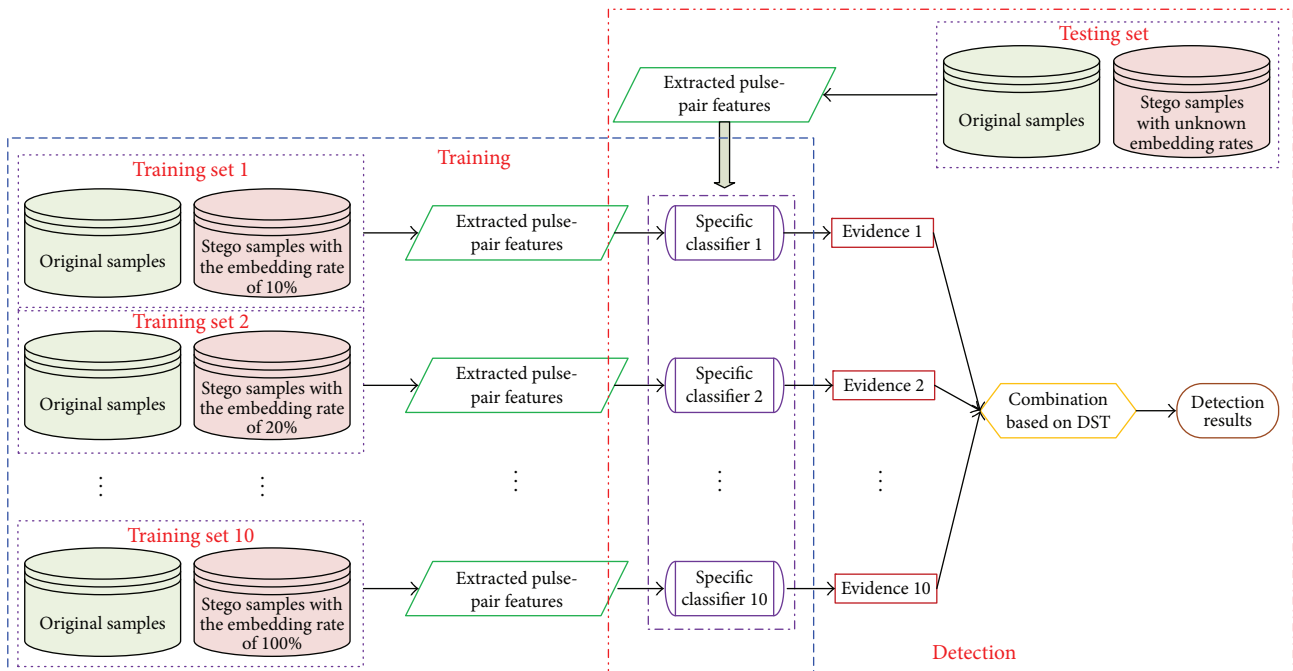 Testing set
Extracted pulse-
pair features
Original samples
Stego samples
with unknown
embedding rates
Training
Training set 1
Original samples
Stego samples with
the embedding rate
of 10%
Extracted pulse-
pair features
Specific
classifier 1
Evidence 1
Training set 2
Original samples
Stego samples with
the embedding rate
of 20%
Extracted pulse-
pair features
Specific
classifier 2
Evidence 2
Combination
based on DST
Detection
results
Training set 10
Original samples
Stego samples with
the embedding rate
of 100%
Extracted pulse-
pair features
Specific
classifier 10
Evidence 10
Detection